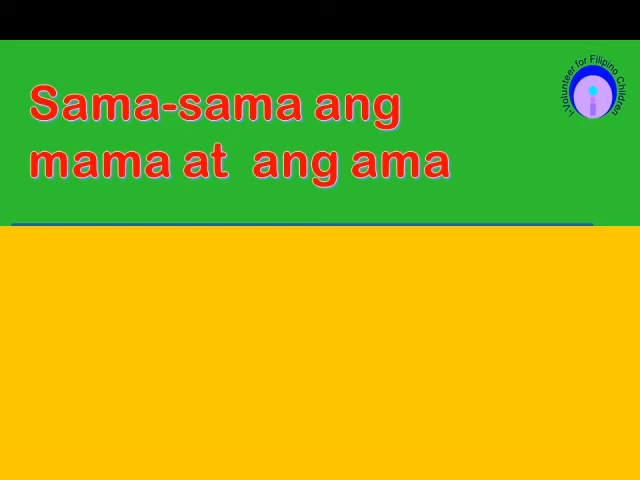 Sama-sama ang
mama at ang ama
i-Volunteer for Filipino Children